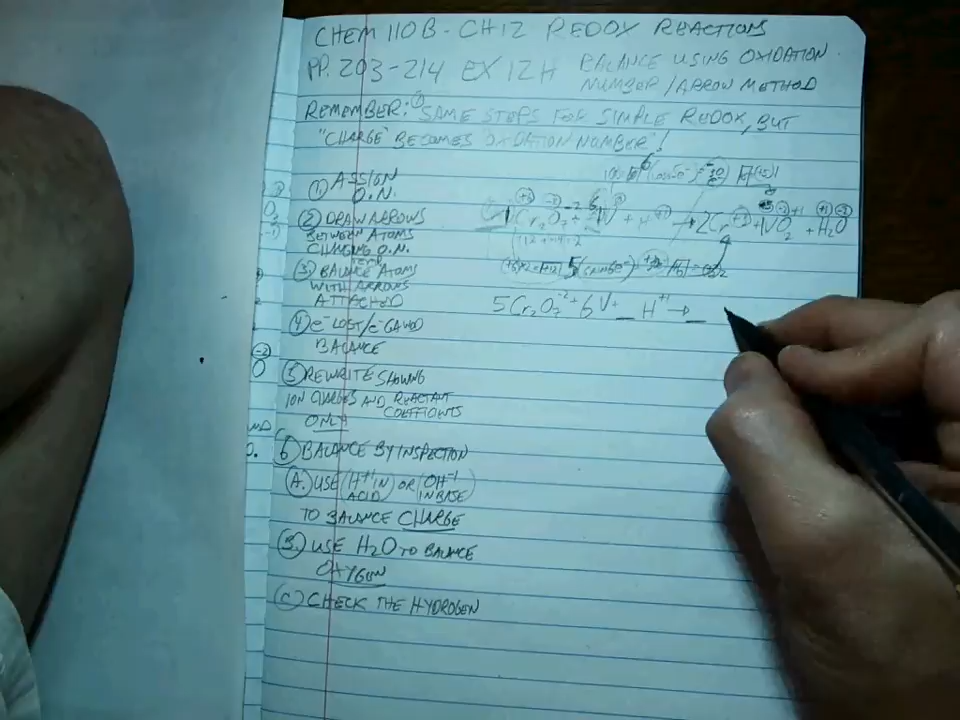 CHEM 110B - CH12 REDOX REACTIONS
PP. 203-214 EX 12H BALANCE USING OXIDATION
NUMBER/ARROW METHOD
REMEMBER: ① SAME STEPS FOR SIMPLE REDOX, BUT
"CHARGE" BECOMES "OXIDATION NUMBER"!
① ASSIGN
O.N.
② DRAW ARROWS
BETWEEN ATOMS
CHANGING O.N.
③ TEMP. BALANCE ATOMS
WITH ARROWS
ATTACHED
④ e⁻ LOST/e⁻ GAINED
BALANCE
⑤ REWRITE SHOWING
ION CHARGES AND REACTANT
COEFFICIENTS
ONLY
⑥ BALANCE BY INSPECTION
Ⓐ USE (H⁺¹ IN ACID) OR (OH⁻¹ IN BASE)
TO BALANCE CHARGE
Ⓑ USE H₂O TO BALANCE
OXYGEN
Ⓒ CHECK THE HYDROGEN
Cr₂O₇⁻² + 6V + H⁺¹ → 2Cr⁺³ + VO₂⁺¹ + H₂O
5Cr₂O₇⁻² + 6V + __ H⁺¹ → __